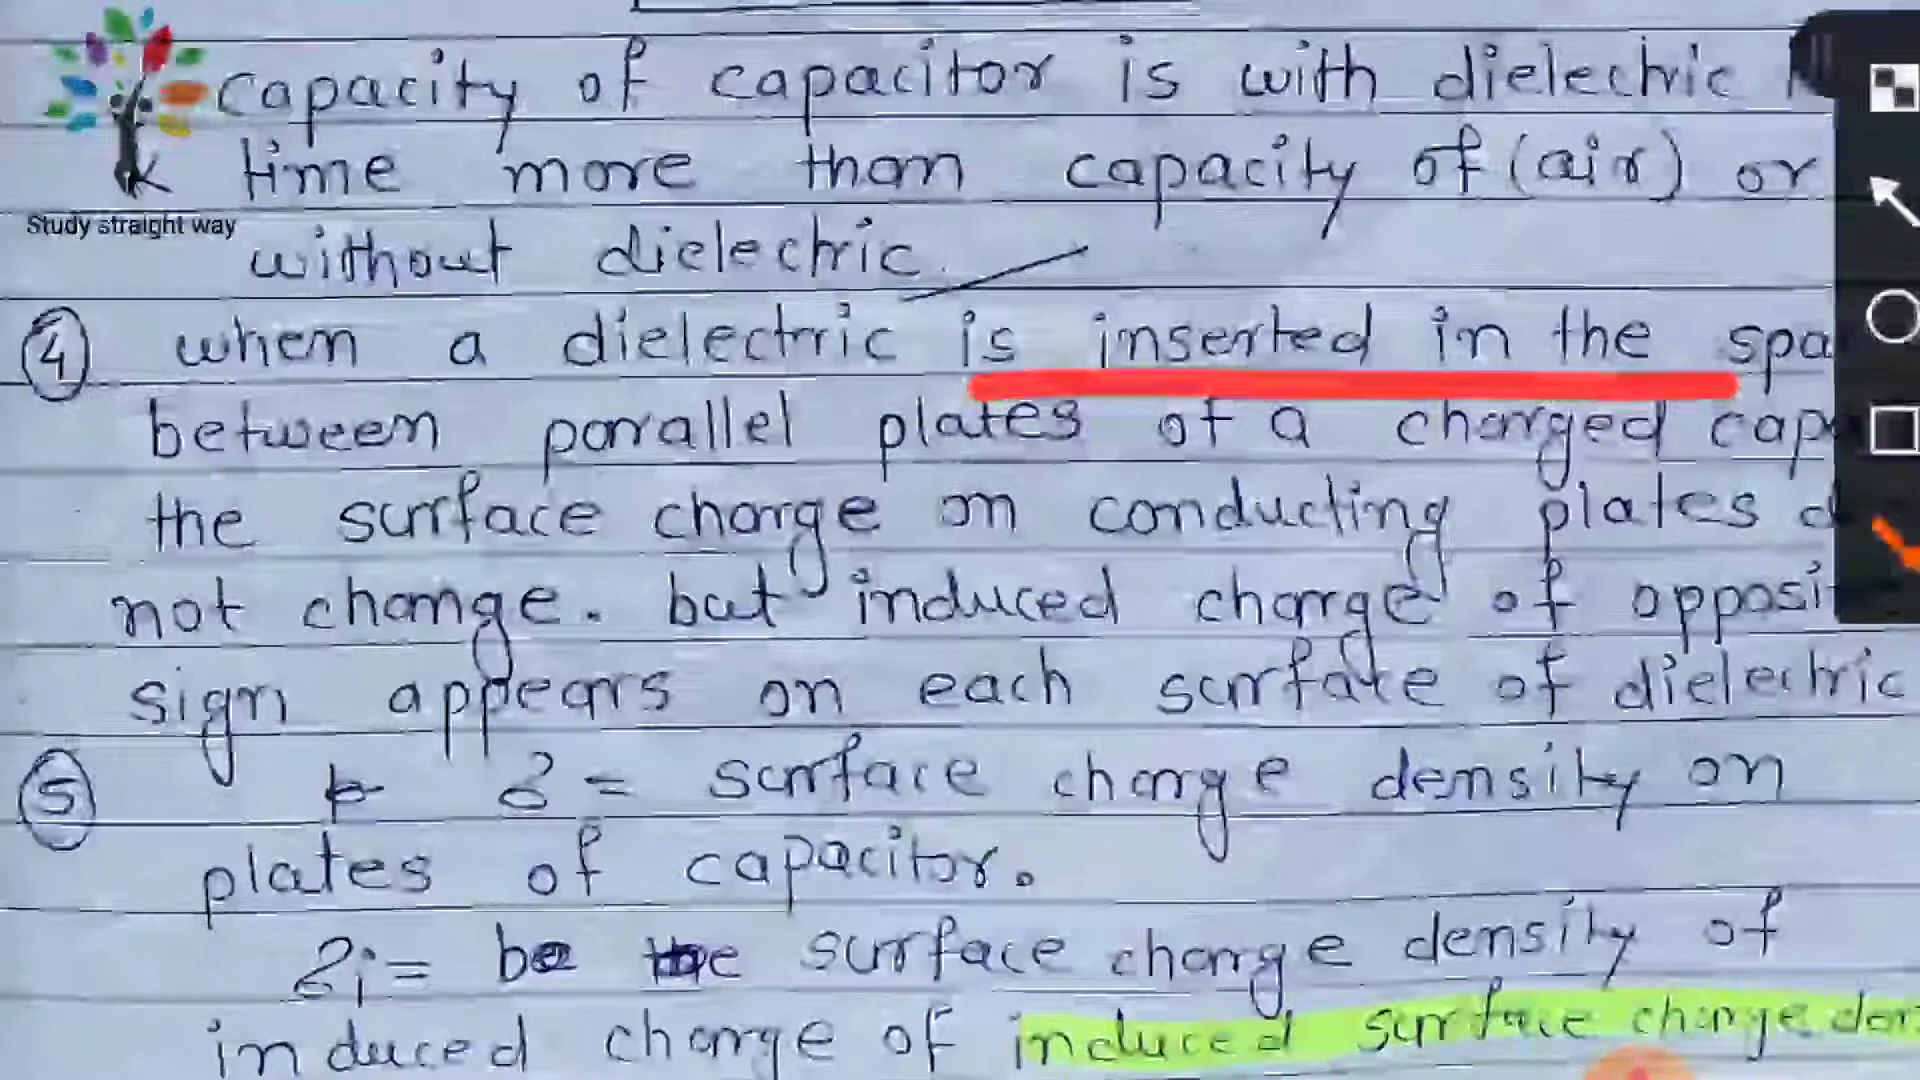 capacity of capacitor is with dielectric
K time more than capacity of (air) or
Study straight way
without dielectric.
④ when a dielectric is inserted in the spa
between parallel plates of a charged cap
the surface charge on conducting plates d
not change. but induced charge of opposi
sign appears on each surface of dielectric
⑤ = surface charge density on
plates of capacitor.
= be the surface charge density of
induced charge of induced surface charge den